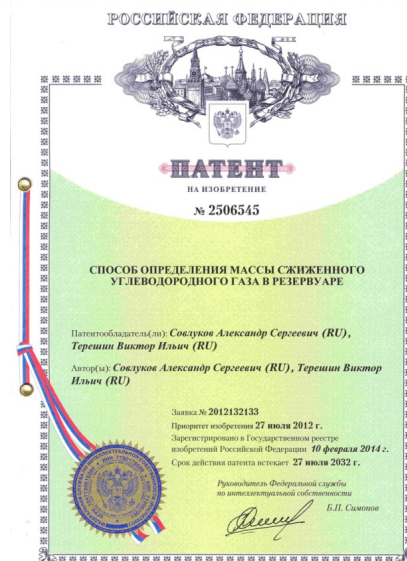 РОССИЙСКАЯ ФЕДЕРАЦИЯ
ПАТЕНТ
НА ИЗОБРЕТЕНИЕ
№ 2506545
СПОСОБ ОПРЕДЕЛЕНИЯ МАССЫ СЖИЖЕННОГО
УГЛЕВОДОРОДНОГО ГАЗА В РЕЗЕРВУАРЕ
Патентообладатель(ли): Совлуков Александр Сергеевич (RU),
Терешин Виктор Ильич (RU)
Автор(ы): Совлуков Александр Сергеевич (RU), Терешин Виктор
Ильич (RU)
Заявка № 2012132133
Приоритет изобретения 27 июля 2012 г.
Зарегистрировано в Государственном реестре
изобретений Российской Федерации 10 февраля 2014 г.
Срок действия патента истекает 27 июля 2032 г.
Руководитель Федеральной службы
по интеллектуальной собственности
Б.П. Симонов